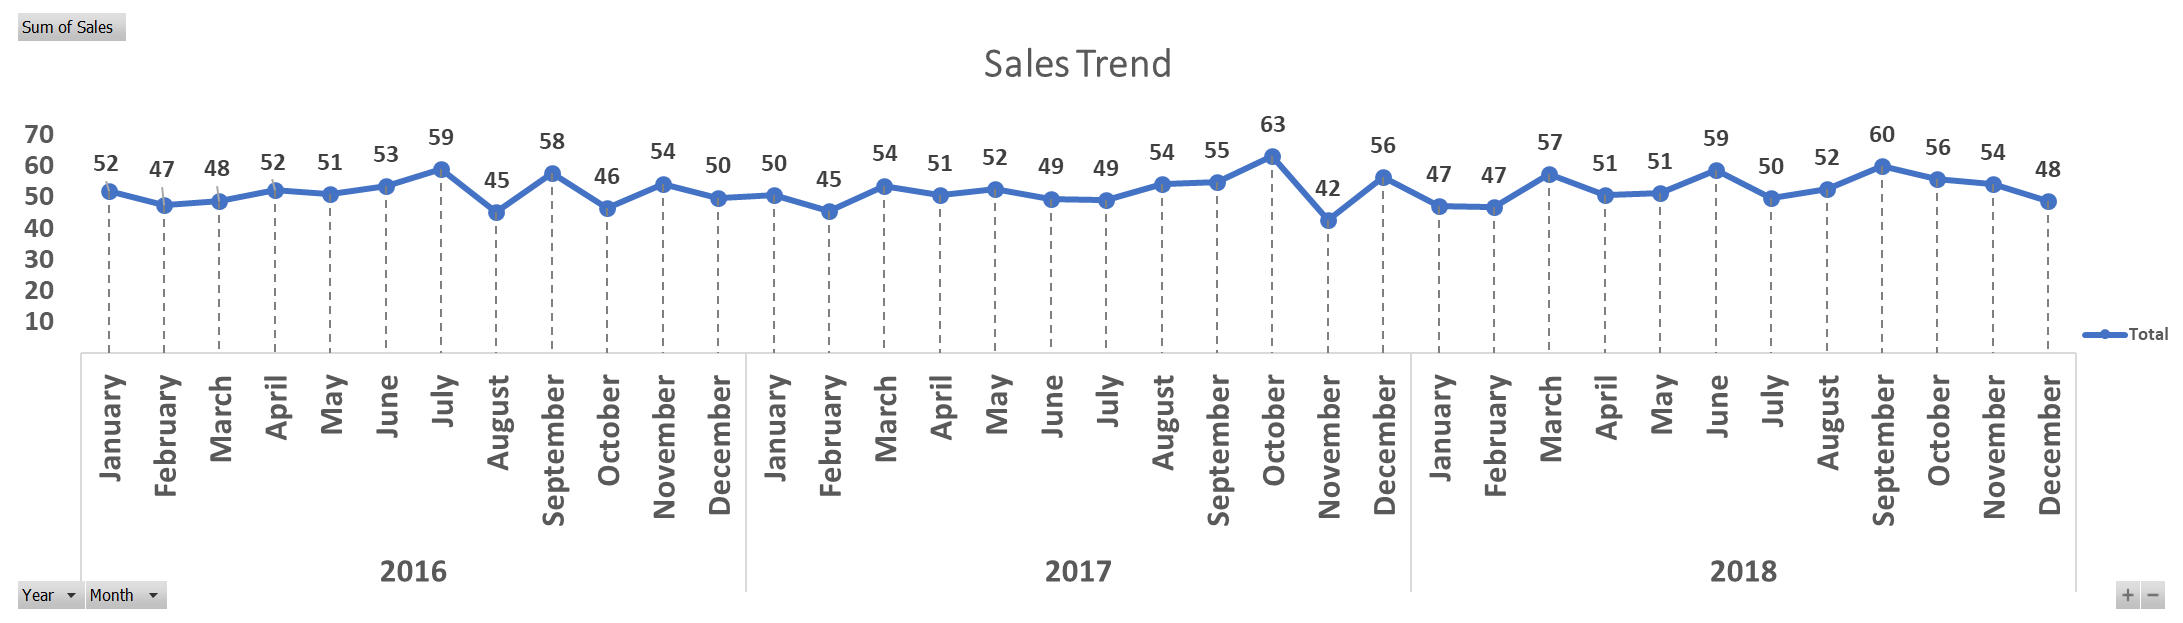 Sum of Sales
Sales Trend
70
60
50
40
30
20
10
52 47 48 52 51 53 59 45 58 46 54 50 50 45 54 51 52 49 49 54 55 63 42 56 47 47 57 51 51 59 50 52 60 56 54 48
Total
January February March April May June July August September October November December January February March April May June July August September October November December January February March April May June July August September October November December
2016 2017 2018
Year Month
+ −